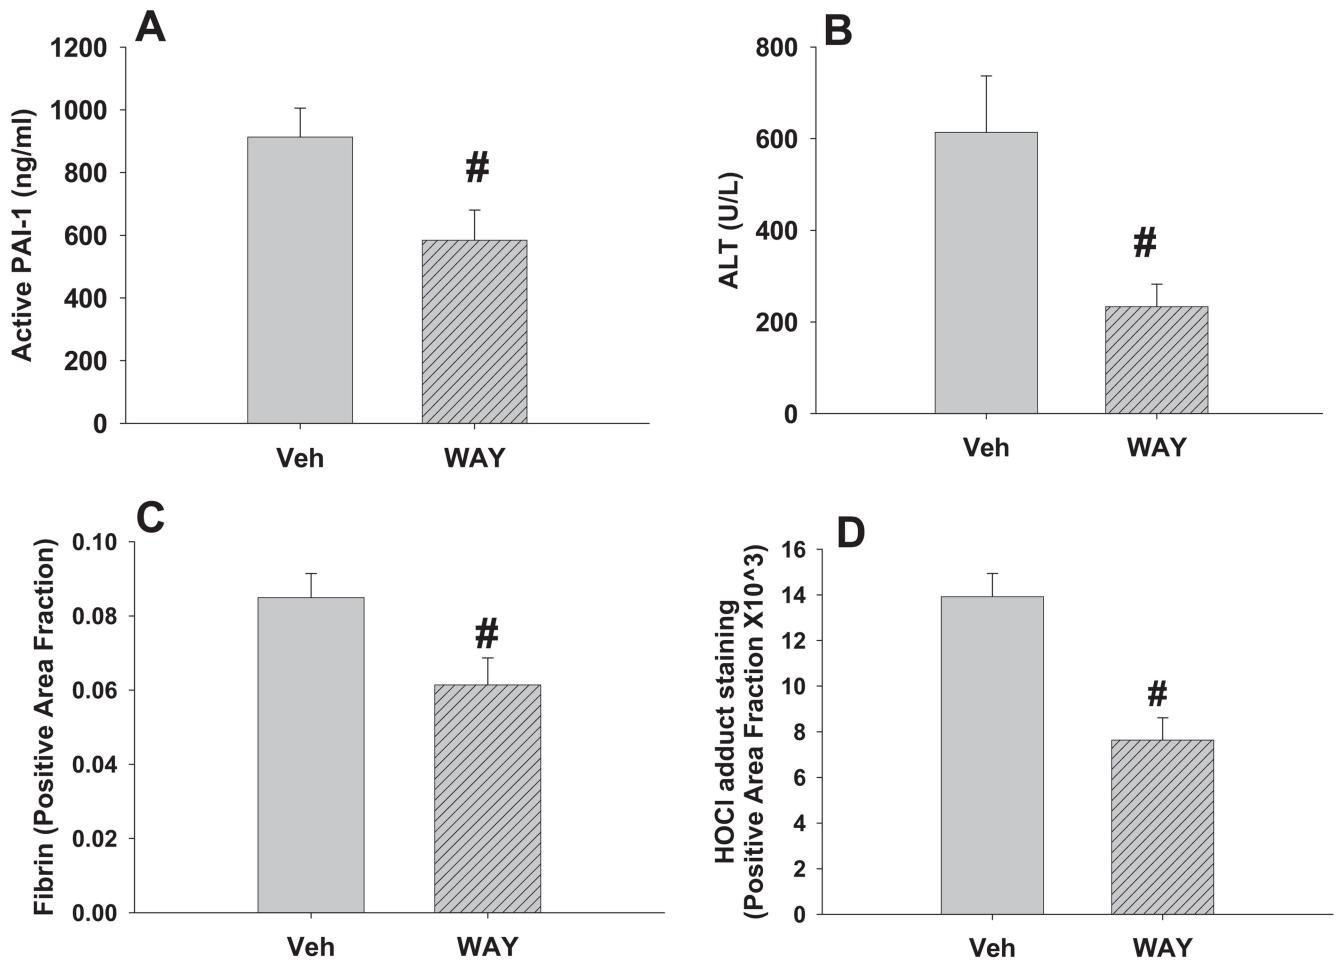 A
Active PAI-1 (ng/ml)
1200
1000
800
600
400
200
0
#
Veh
WAY
B
ALT (U/L)
800
600
400
200
0
#
Veh
WAY
C
Fibrin (Positive Area Fraction)
0.10
0.08
0.06
0.04
0.02
0.00
#
Veh
WAY
D
HOCl adduct staining
(Positive Area Fraction X10^3)
16
14
12
10
8
6
4
2
0
#
Veh
WAY